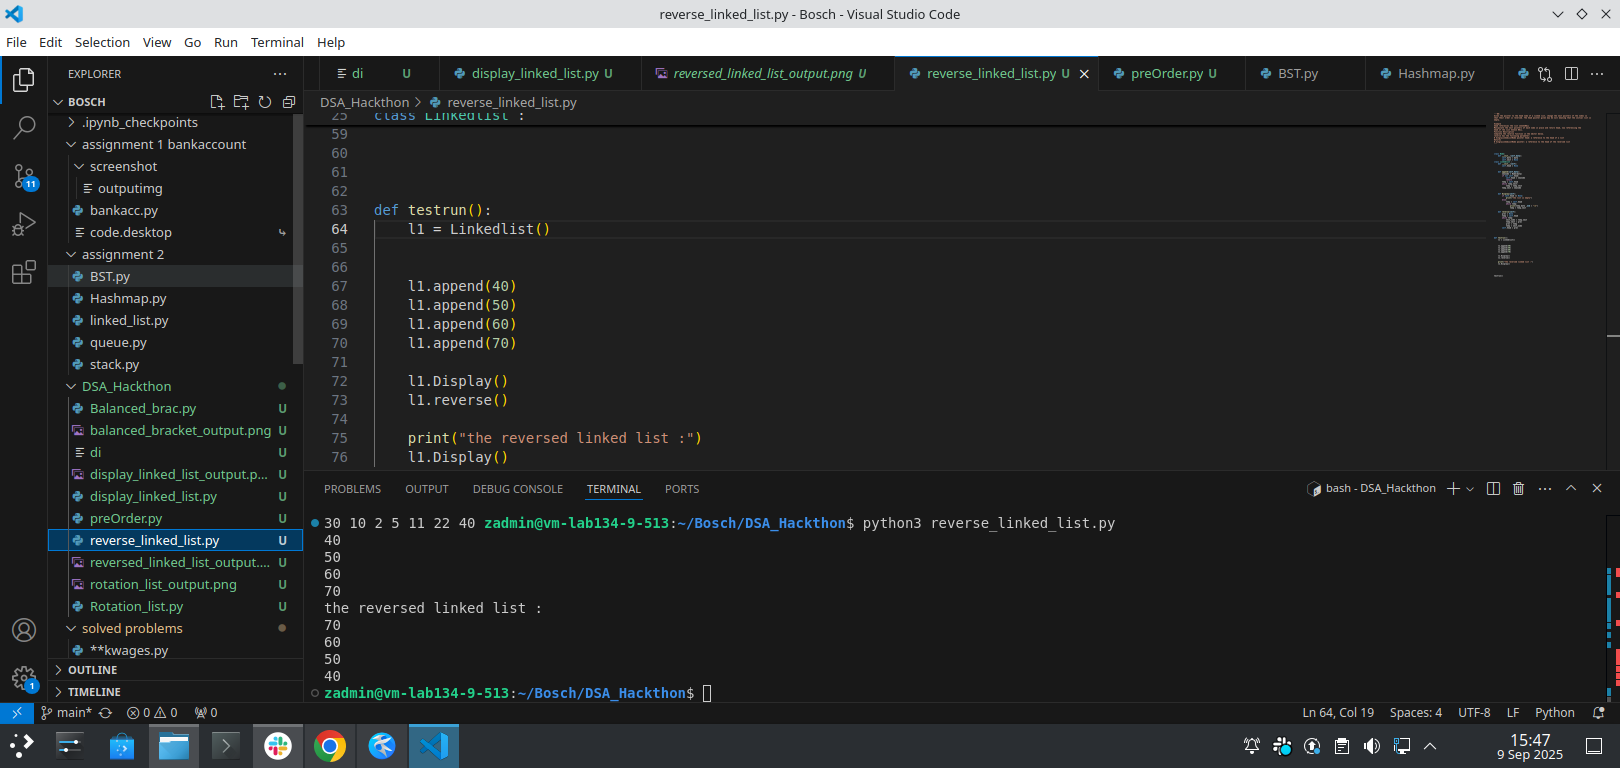 reverse_linked_list.py - Bosch - Visual Studio Code
File Edit Selection View Go Run Terminal Help
EXPLORER
BOSCH
.ipynb_checkpoints
assignment 1 bankaccount
screenshot
outputimg
bankacc.py
code.desktop
assignment 2
BST.py
Hashmap.py
linked_list.py
queue.py
stack.py
DSA_Hackthon
Balanced_brac.py U
balanced_bracket_output.png U
di U
display_linked_list_output.p... U
display_linked_list.py U
preOrder.py U
reverse_linked_list.py U
reversed_linked_list_output.... U
rotation_list_output.png U
Rotation_list.py U
solved problems
**kwages.py
OUTLINE
TIMELINE
11
1
di U
display_linked_list.py U
reversed_linked_list_output.png U
reverse_linked_list.py U
preOrder.py U
BST.py
Hashmap.py
DSA_Hackthon > reverse_linked_list.py
25 class Linkedlist :
59
60
61
62
63 def testrun():
64 l1 = Linkedlist()
65
66
67 l1.append(40)
68 l1.append(50)
69 l1.append(60)
70 l1.append(70)
71
72 l1.Display()
73 l1.reverse()
74
75 print("the reversed linked list :")
76 l1.Display()
PROBLEMS OUTPUT DEBUG CONSOLE TERMINAL PORTS
bash - DSA_Hackthon
30 10 2 5 11 22 40 zadmin@vm-lab134-9-513:~/Bosch/DSA_Hackthon$ python3 reverse_linked_list.py
40
50
60
70
the reversed linked list :
70
60
50
40
zadmin@vm-lab134-9-513:~/Bosch/DSA_Hackthon$
main* 0 0 0
Ln 64, Col 19 Spaces: 4 UTF-8 LF Python
15:47
9 Sep 2025